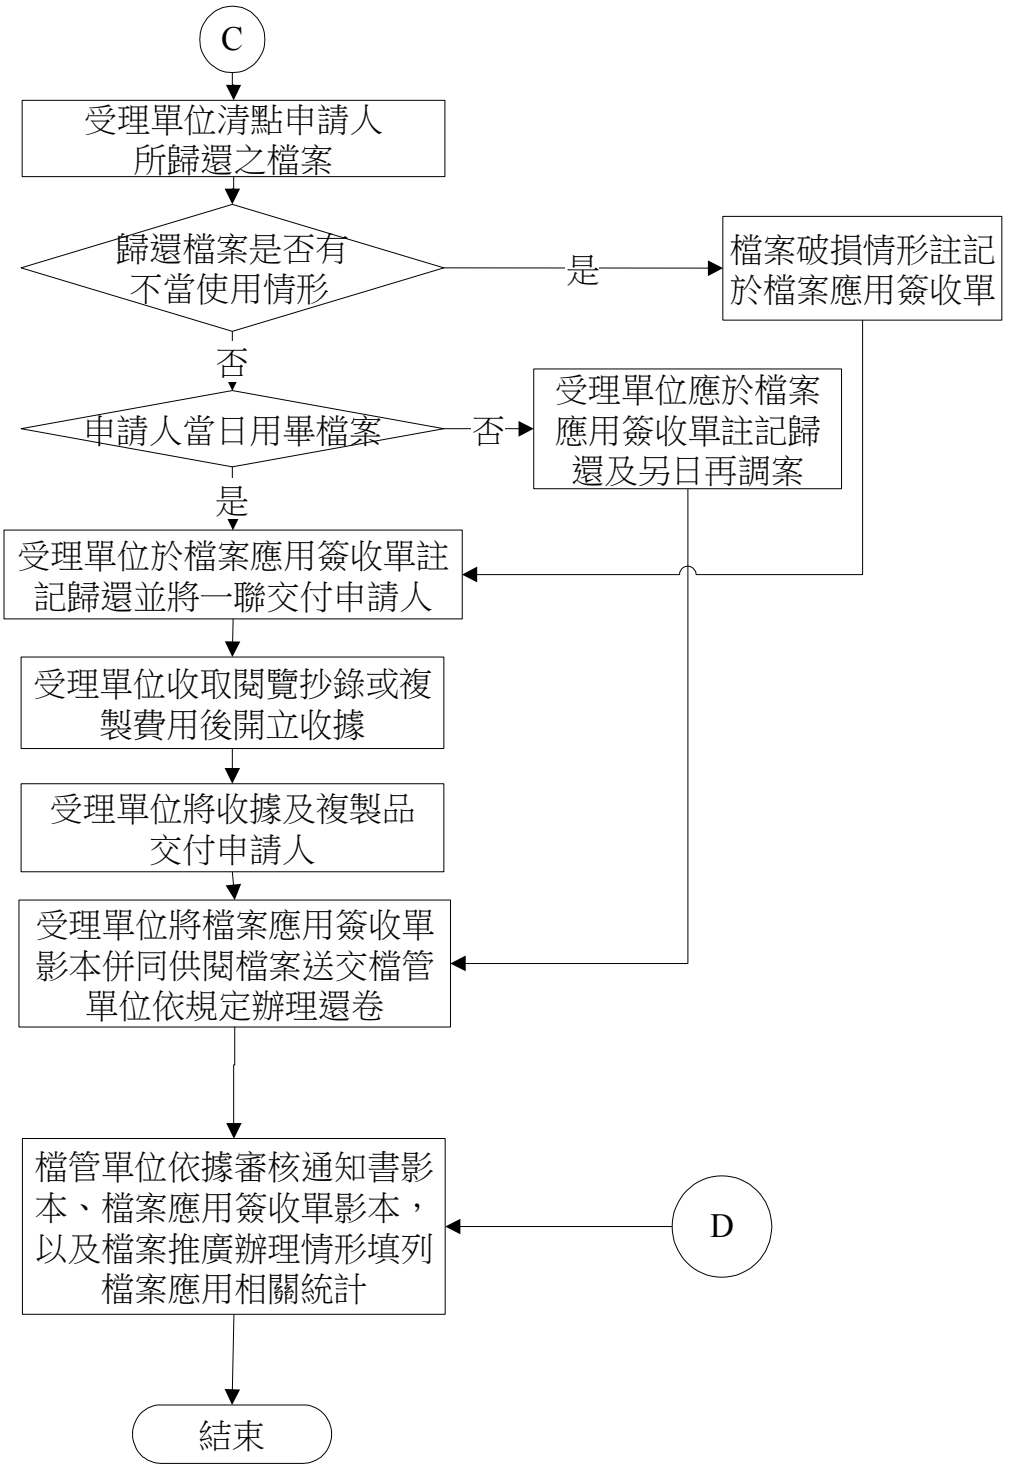 C
受理單位清點申請人
所歸還之檔案
歸還檔案是否有
不當使用情形
是
檔案破損情形註記
於檔案應用簽收單
否
申請人當日用畢檔案
否
受理單位應於檔案
應用簽收單註記歸
還及另日再調案
是
受理單位於檔案應用簽收單註
記歸還並將一聯交付申請人
受理單位收取閱覽抄錄或複
製費用後開立收據
受理單位將收據及複製品
交付申請人
受理單位將檔案應用簽收單
影本併同供閱檔案送交檔管
單位依規定辦理還卷
檔管單位依據審核通知書影
本、檔案應用簽收單影本，
以及檔案推廣辦理情形填列
檔案應用相關統計
D
結束